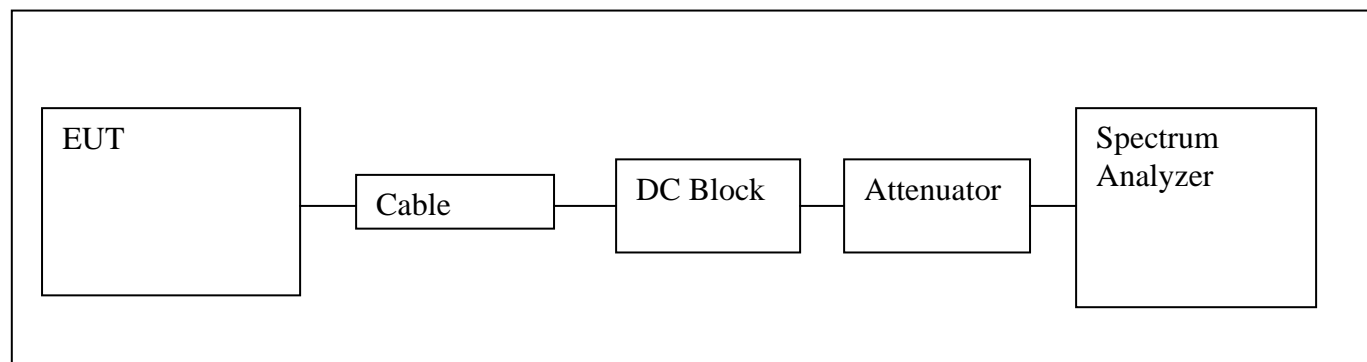 EUT
Cable
DC Block
Attenuator
Spectrum
Analyzer